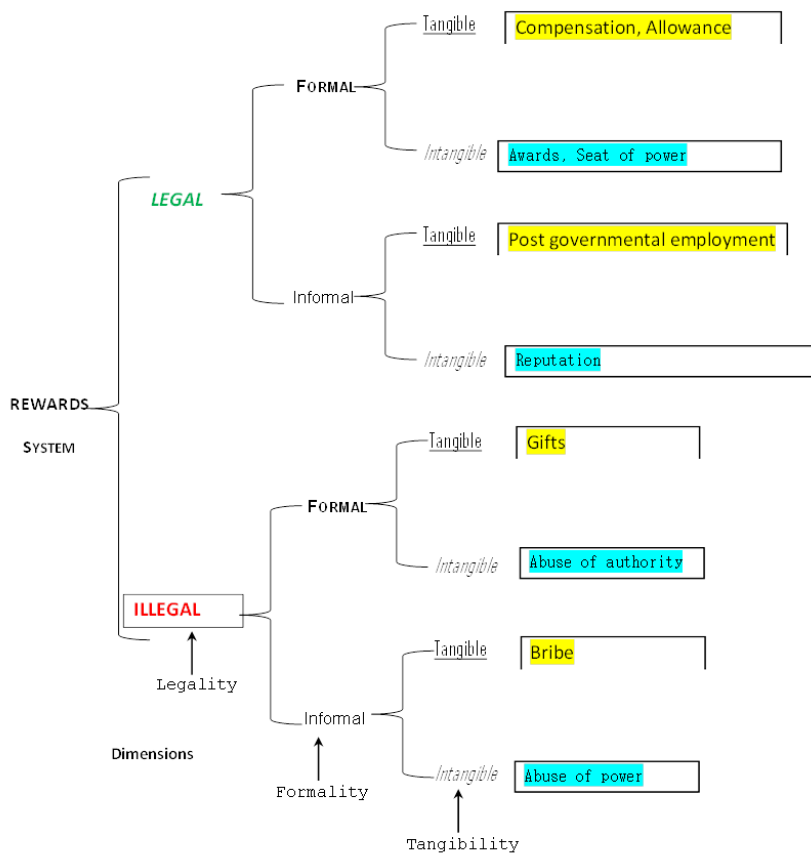 Tangible
Compensation, Allowance
FORMAL
Intangible
Awards, Seat of power
LEGAL
Tangible
Post governmental employment
Informal
Intangible
Reputation
REWARDS
SYSTEM
Tangible
Gifts
FORMAL
Intangible
Abuse of authority
ILLEGAL
Tangible
Bribe
Legality
Informal
Dimensions
Intangible
Abuse of power
Formality
Tangibility